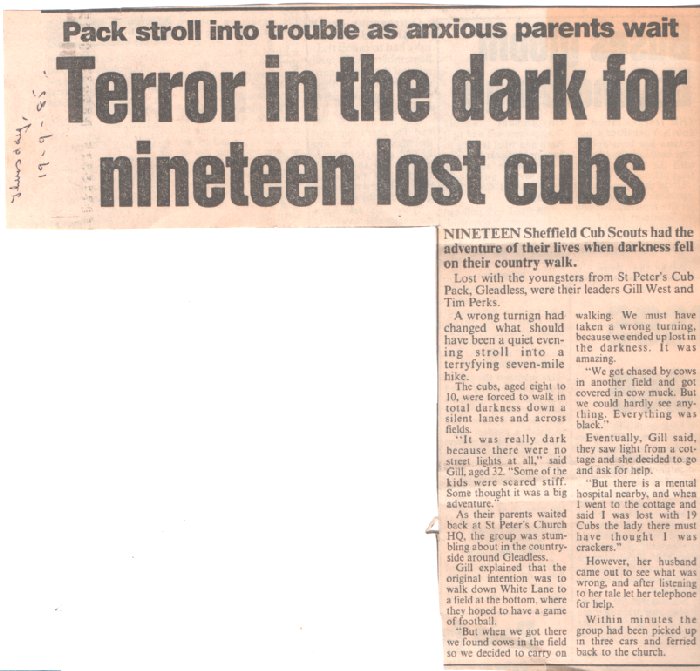 Pack stroll into trouble as anxious parents wait
Terror in the dark for
nineteen lost cubs
Thursday,
19-9-85.
NINETEEN Sheffield Cub Scouts had the
adventure of their lives when darkness fell
on their country walk.
Lost with the youngsters from St Peter's Cub
Pack, Gleadless, were their leaders Gill West and
Tim Perks.
A wrong turnign had
changed what should
have been a quiet even-
ing stroll into a
terryfying seven-mile
hike.
The cubs, aged eight to
10, were forced to walk in
total darkness down a
silent lanes and across
fields.
"It was really dark
because there were no
street lights at all," said
Gill, aged 32. "Some of the
kids were scared stiff.
Some thought it was a big
adventure."
As their parents waited
back at St Peter's Church
HQ, the group was stum-
bling about in the country-
side around Gleadless.
Gill explained that the
original intention was to
walk down White Lane to
a field at the bottom, where
they hoped to have a game
of football.
"But when we got there
we found cows in the field
so we decided to carry on
walking. We must have
taken a wrong turning,
because we ended up lost in
the darkness. It was
amazing.
"We got chased by cows
in another field and got
covered in cow muck. But
we could hardly see any-
thing. Everything was
black."
Eventually, Gill said,
they saw light from a cot-
tage and she decided to go
and ask for help.
"But there is a mental
hospital nearby, and when
I went to the cottage and
said I was lost with 19
Cubs the lady there must
have thought I was
crackers."
However, her husband
came out to see what was
wrong, and after listening
to her tale let her telephone
for help.
Within minutes the
group had been picked up
in three cars and ferried
back to the church.